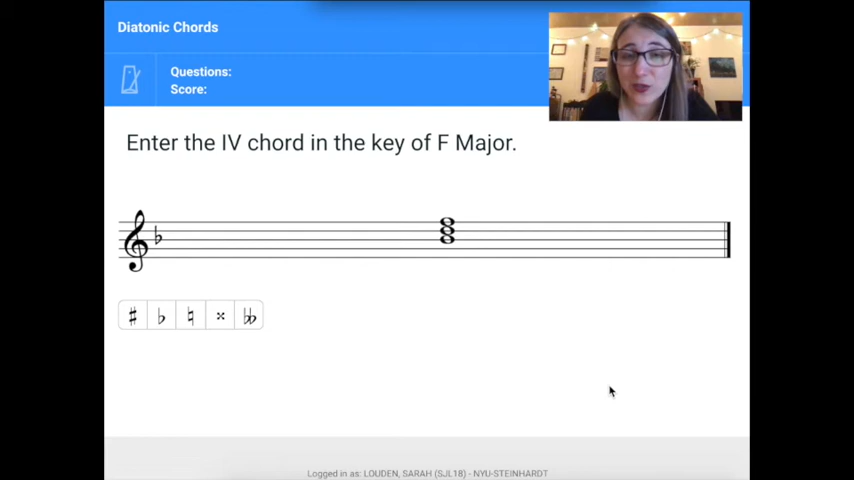 Diatonic Chords
Questions:
Score:
Enter the IV chord in the key of F Major.
Logged in as: LOUDEN, SARAH (SJL18) - NYU-STEINHARDT